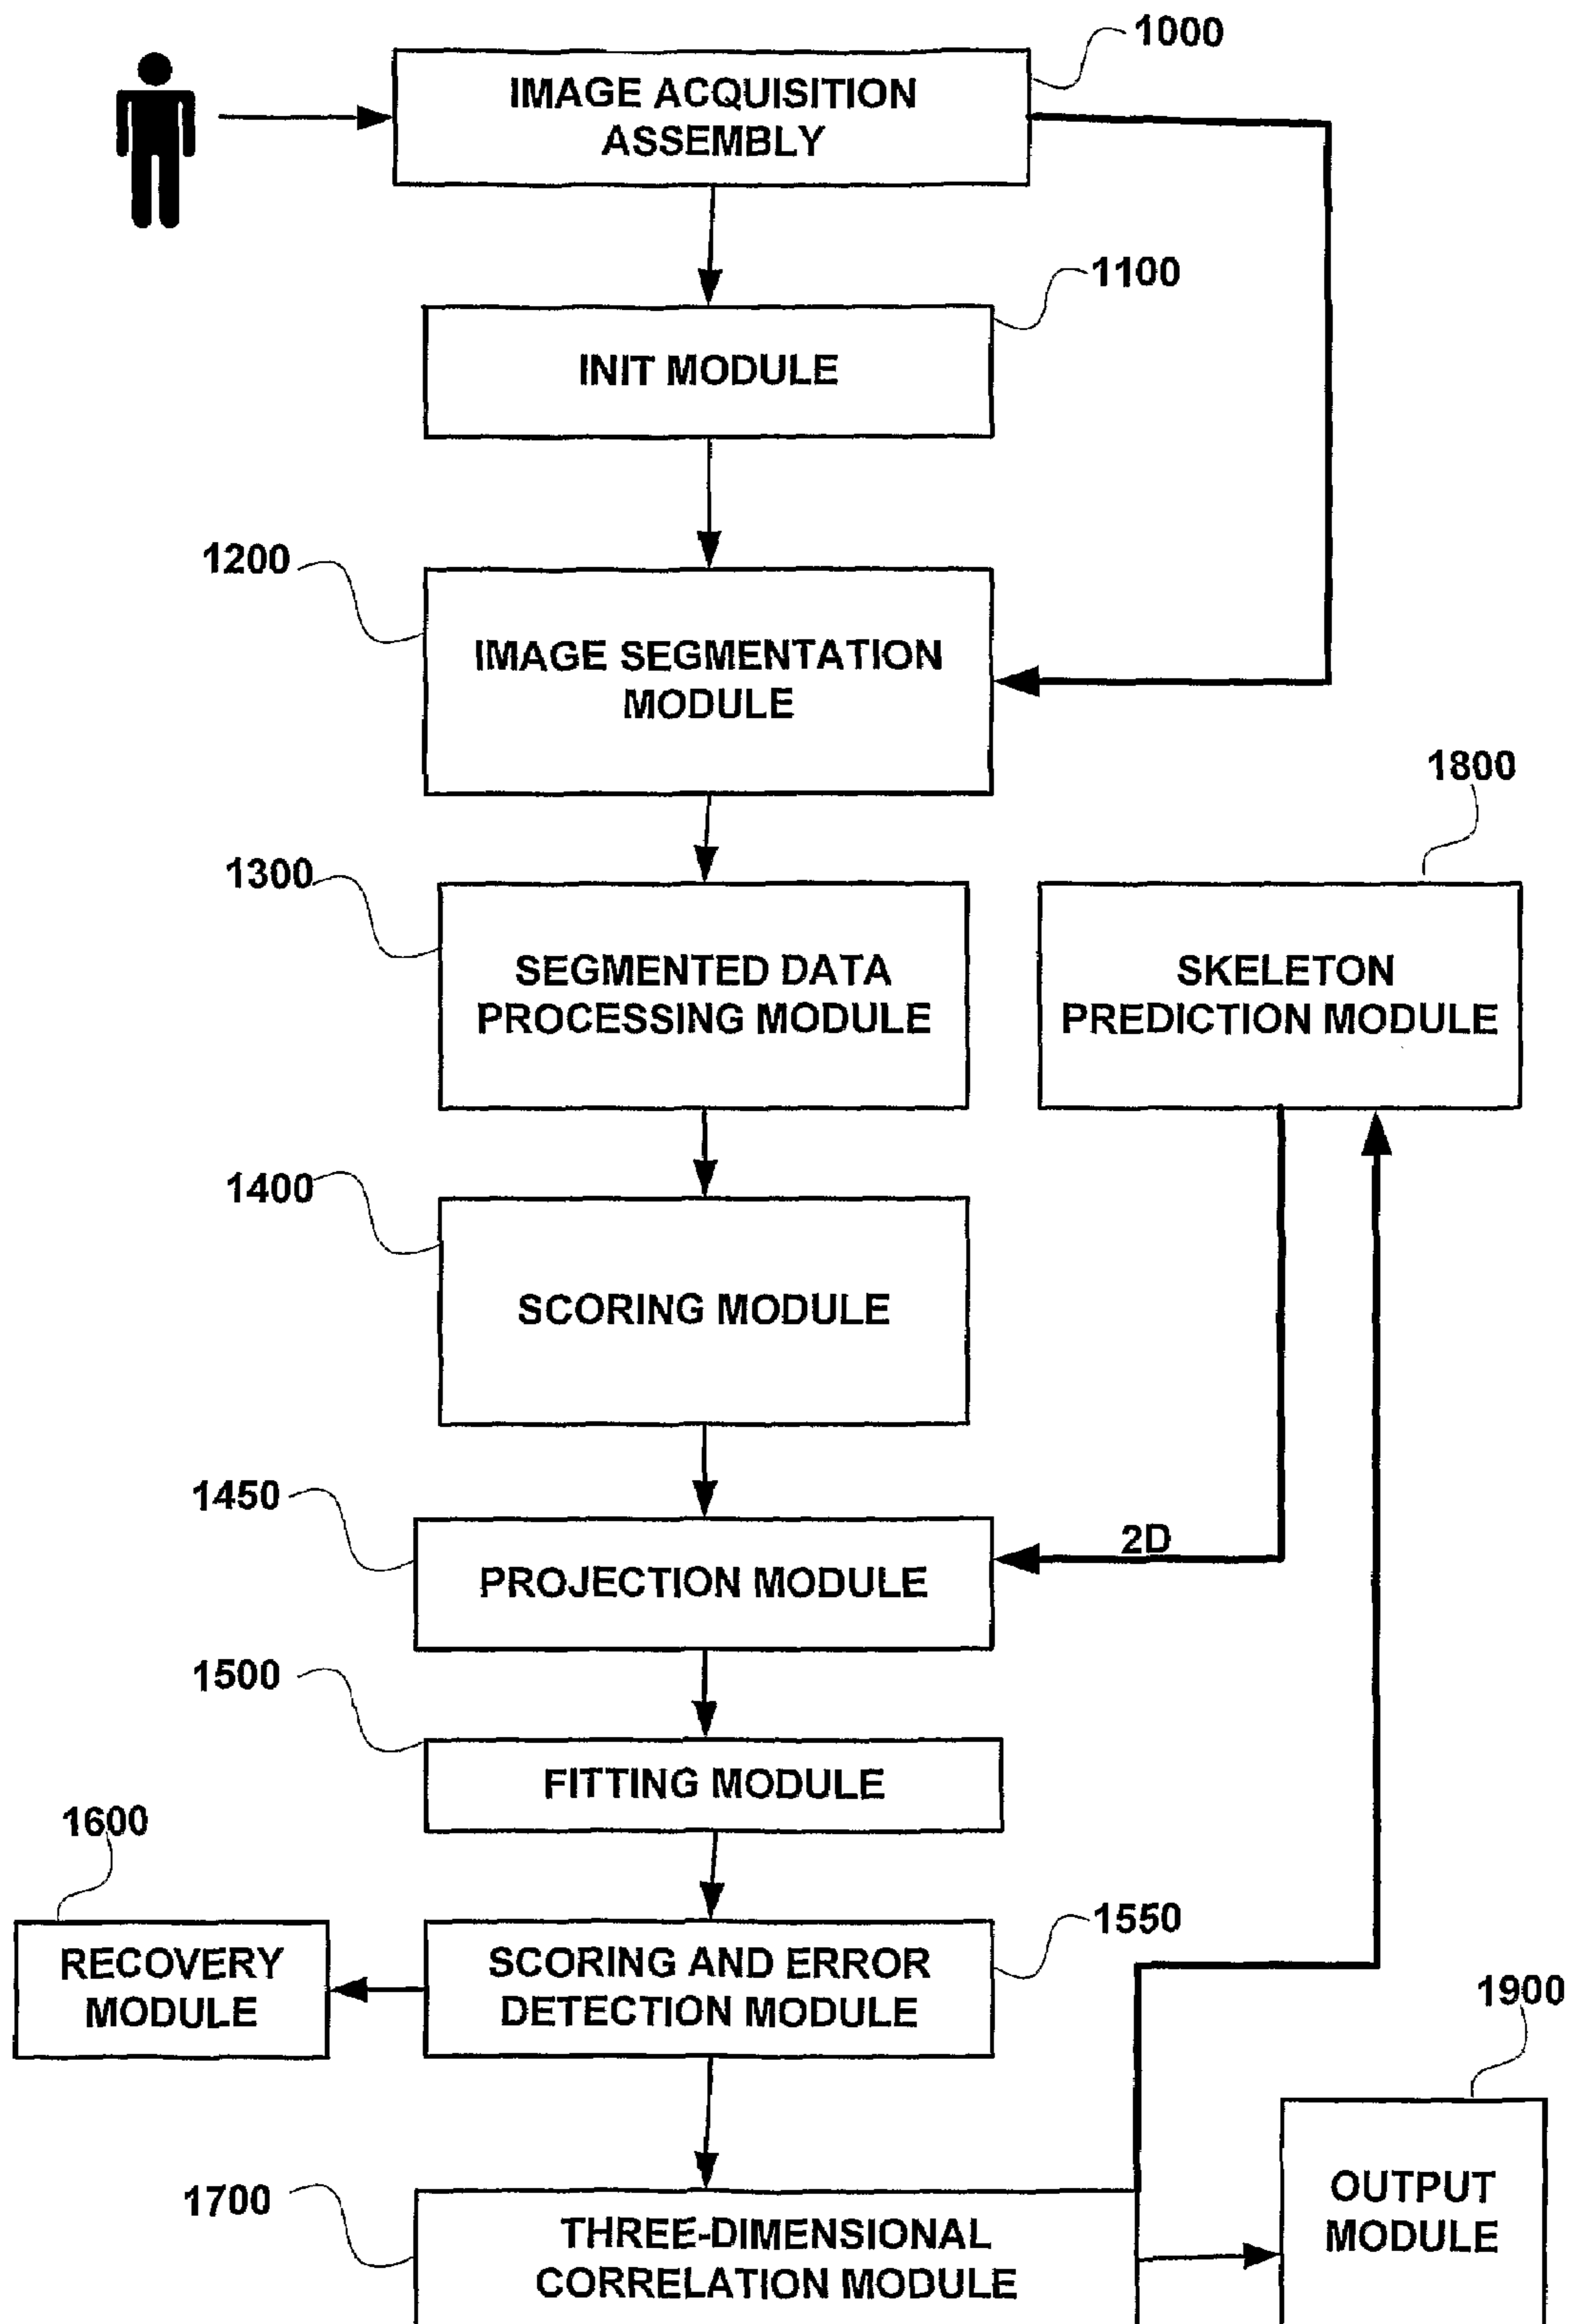 1000
IMAGE ACQUISITION
ASSEMBLY
1100
INIT MODULE
1200
IMAGE SEGMENTATION
MODULE
1800
1300
SEGMENTED DATA
PROCESSING MODULE
SKELETON
PREDICTION MODULE
1400
SCORING MODULE
1450
2D
PROJECTION MODULE
1500
FITTING MODULE
1600
1550
RECOVERY
MODULE
SCORING AND ERROR
DETECTION MODULE
1900
1700
THREE-DIMENSIONAL
CORRELATION MODULE
OUTPUT
MODULE